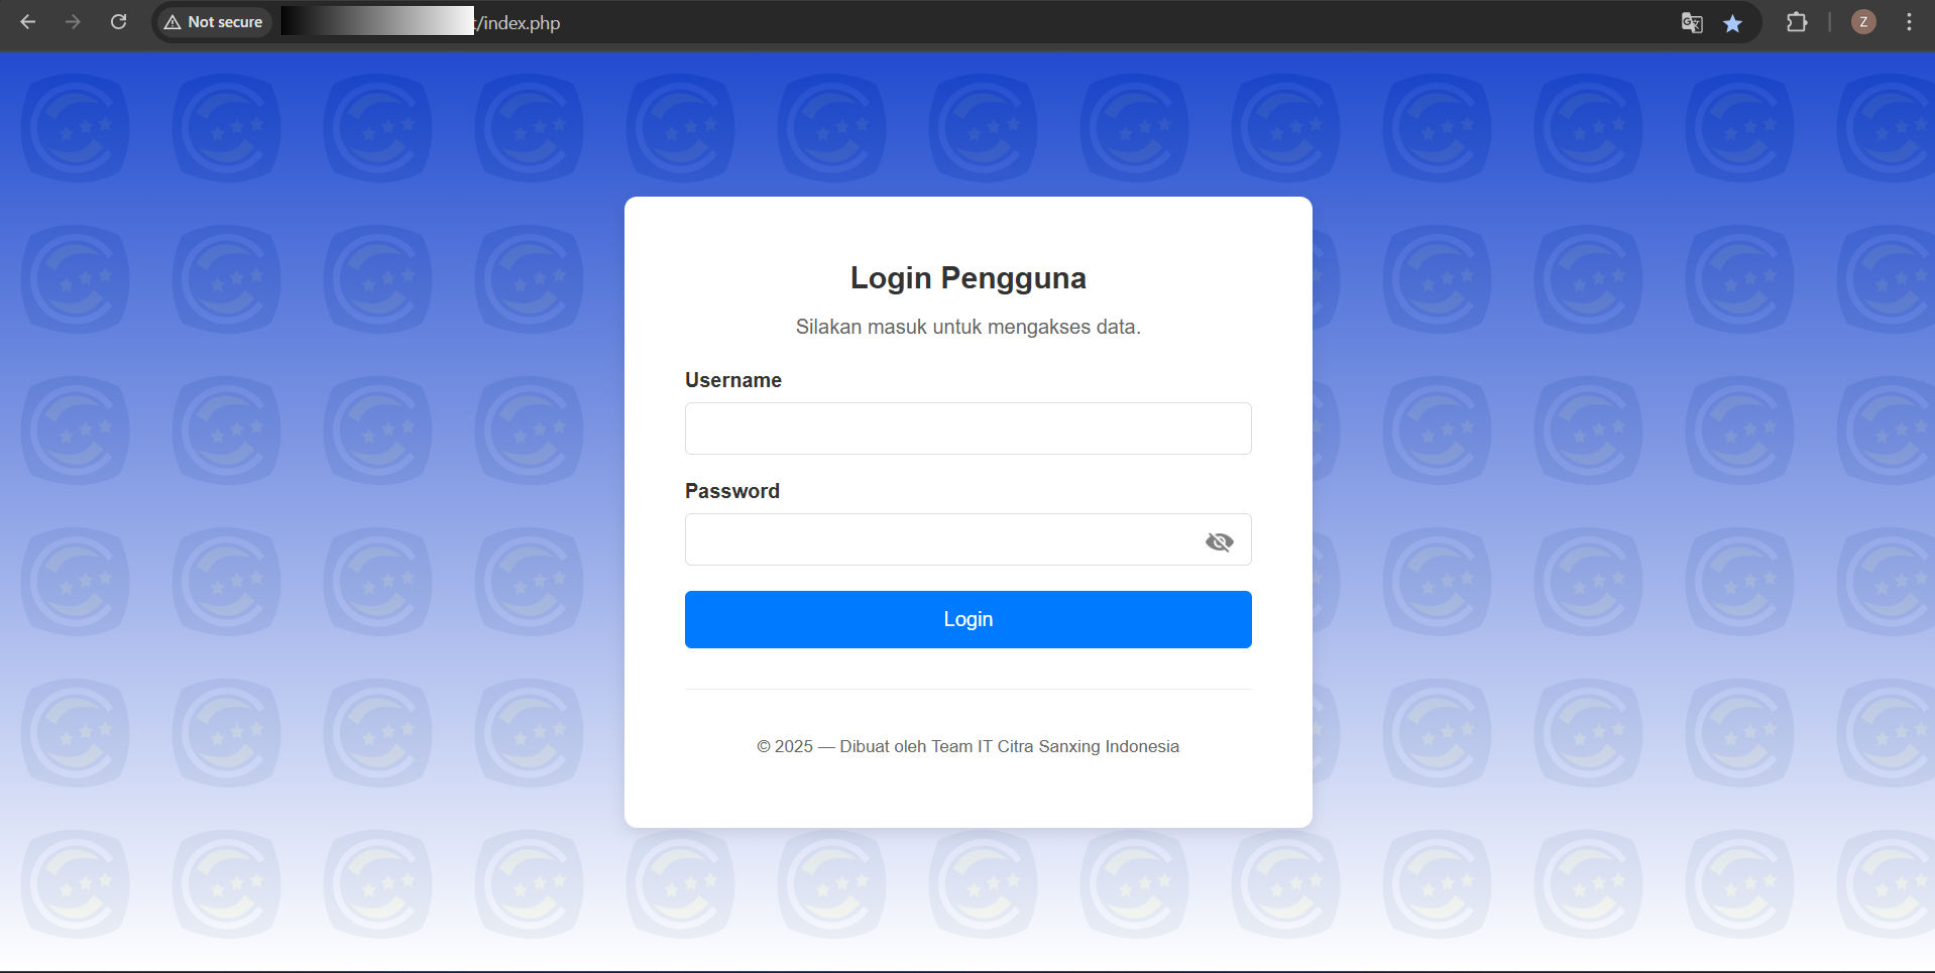 Not secure
/index.php
Z
Login Pengguna
Silakan masuk untuk mengakses data.
Username
Password
Login
© 2025 — Dibuat oleh Team IT Citra Sanxing Indonesia